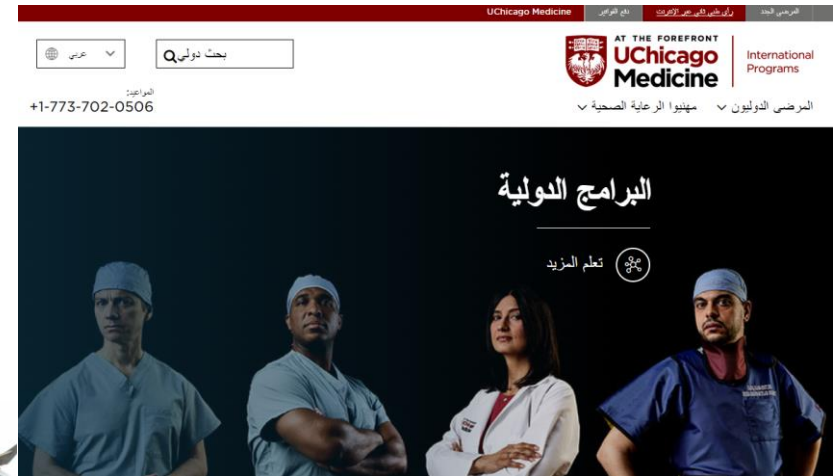 المرضى الجدد
رأي طبي ثاني عبر الإنترنت
دفع الفواتير
UChicago Medicine
AT THE FOREFRONT
UChicago
Medicine
International
Programs
بحث دولي
عربي
المواعيد:
+1-773-702-0506
المرضى الدوليون
مهنيوا الرعاية الصحية
البرامج الدولية
تعلم المزيد